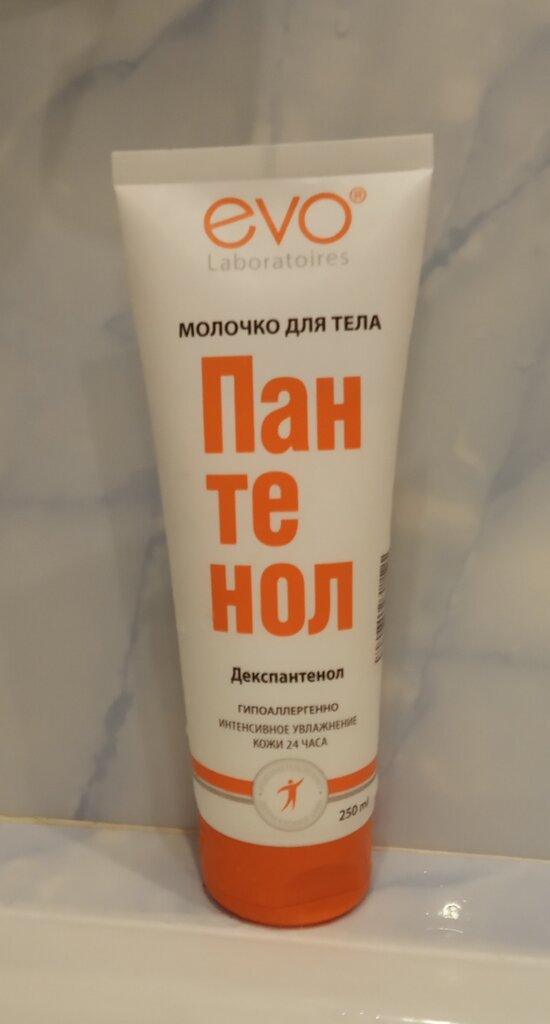 evo®
Laboratoires
МОЛОЧКО ДЛЯ ТЕЛА
Пан
те
нол
Декспантенол
ГИПОАЛЛЕРГЕННО
ИНТЕНСИВНОЕ УВЛАЖНЕНИЕ
КОЖИ 24 ЧАСА
250 ml